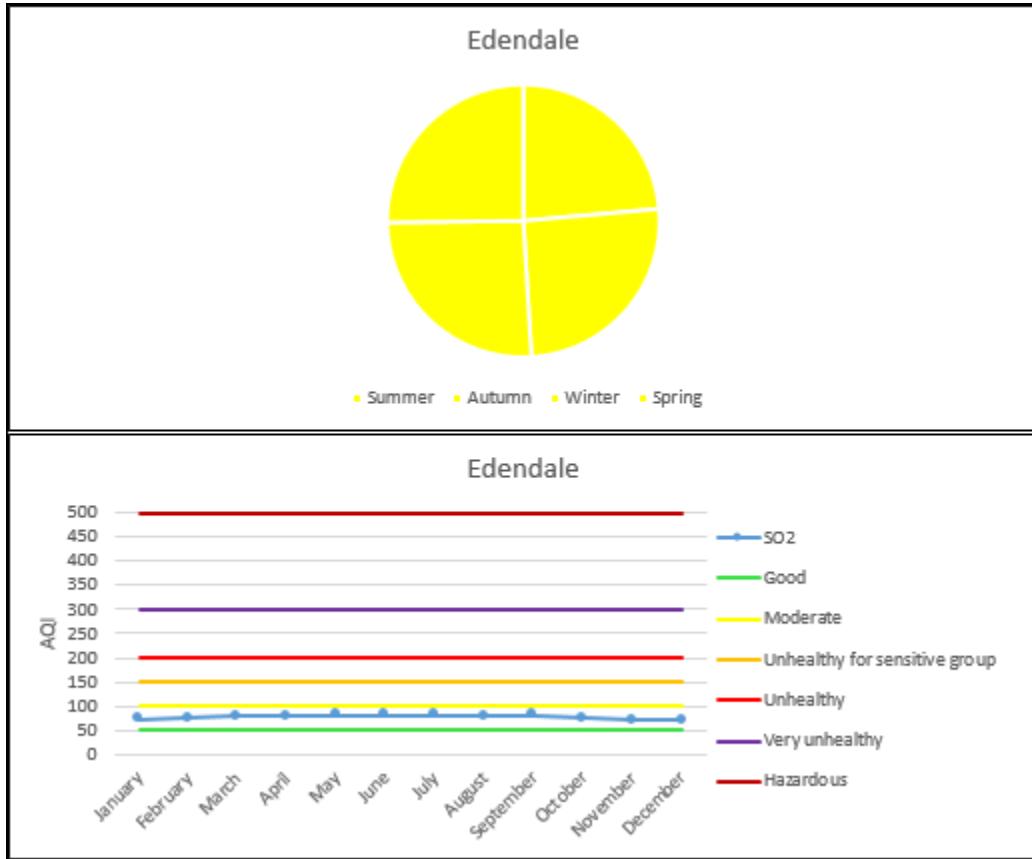 Edendale
Summer Autumn Winter Spring
Edendale
500
450
400
350
300
250
200
150
100
50
0
AQI
January
February
March
April
May
June
July
August
September
October
November
December
SO2
Good
Moderate
Unhealthy for sensitive group
Unhealthy
Very unhealthy
Hazardous